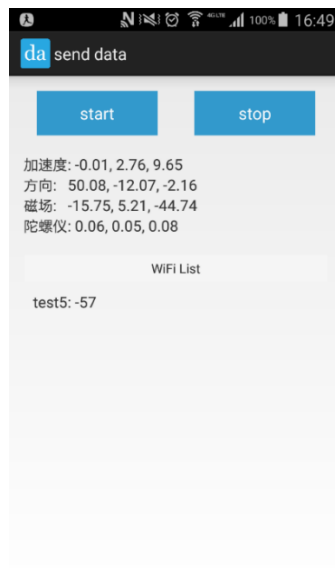 4G LTE 100% 16:49
da send data
start stop
加速度: -0.01, 2.76, 9.65
方向: 50.08, -12.07, -2.16
磁场: -15.75, 5.21, -44.74
陀螺仪: 0.06, 0.05, 0.08
WiFi List
test5: -57